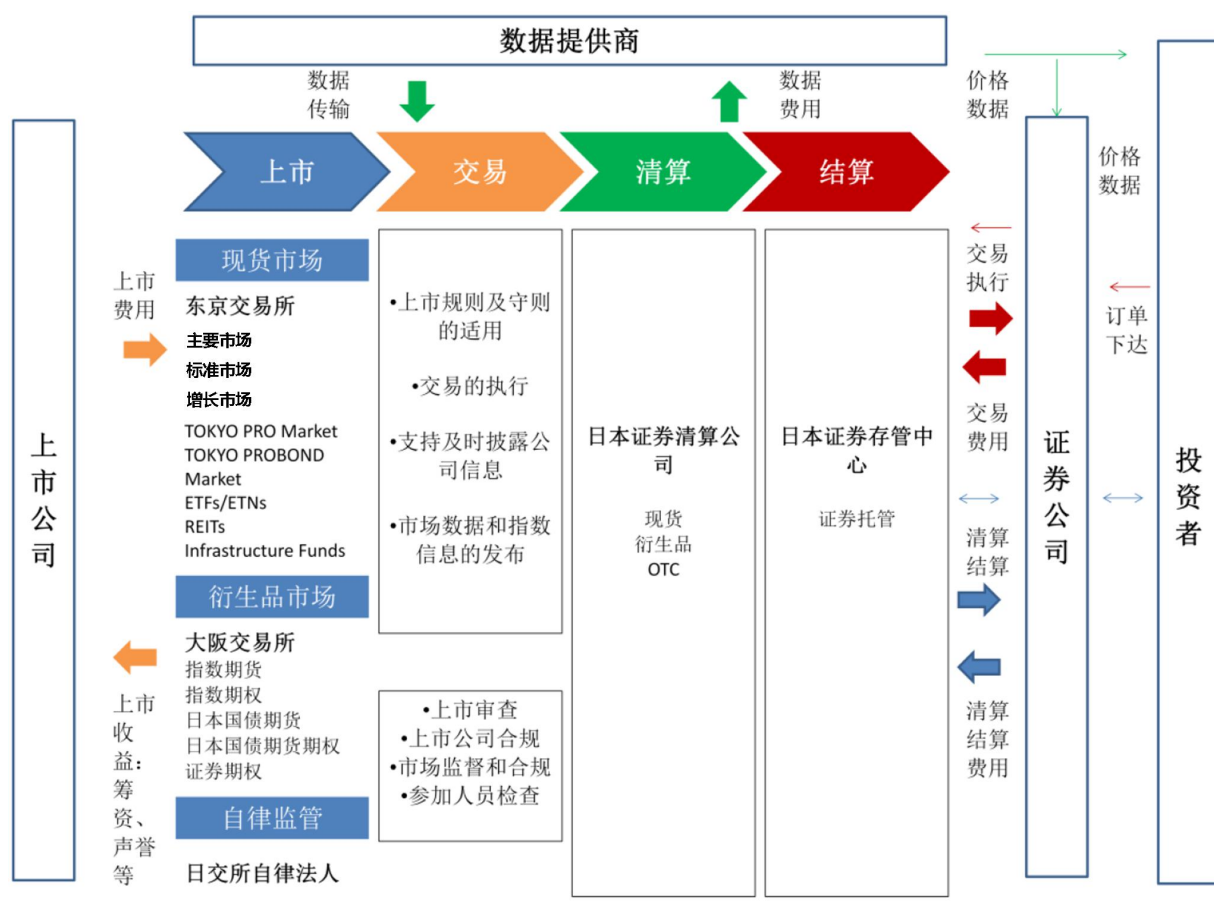 数据提供商
数据
传输
数据
费用
价格
数据
上市
交易
清算
结算
价格
数据
上市公司
上市
费用
现货市场
东京交易所
主要市场
标准市场
增长市场
TOKYO PRO Market
TOKYO PROBOND
Market
ETFs/ETNs
REITs
Infrastructure Funds
衍生品市场
大阪交易所
指数期货
指数期权
日本国债期货
日本国债期货期权
证券期权
自律监管
日交所自律法人
上市
收
益:
筹
资、
声誉
等
•上市规则及守则
的适用
•交易的执行
•支持及时披露公
司信息
•市场数据和指数
信息的发布
•上市审查
•上市公司合规
•市场监督和合规
•参加人员检查
日本证券清算公
司
现货
衍生品
OTC
日本证券存管中
心
证券托管
交易
执行
交易
费用
清算
结算
清算
结算
费用
证券公司
订单
下达
投资者